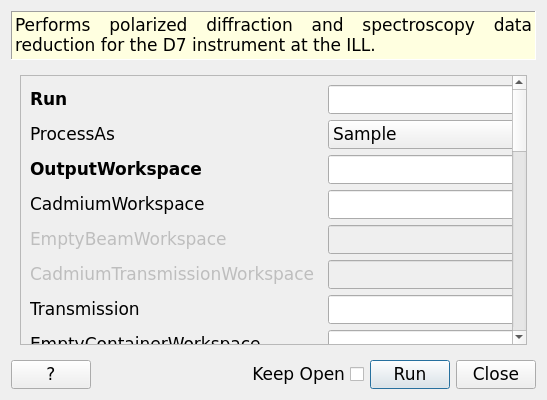 Performs polarized diffraction and spectroscopy data
reduction for the D7 instrument at the ILL.
Run
ProcessAs Sample
OutputWorkspace
CadmiumWorkspace
EmptyBeamWorkspace
CadmiumTransmissionWorkspace
Transmission
EmptyContainerWorkspace
? Keep Open Run Close